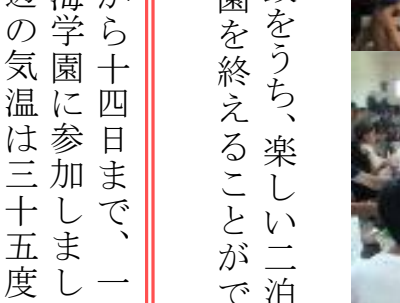 をうち、楽しい二泊
園を終えることがで
から十四日まで、一
海学園に参加しまし
の気温は三十五度